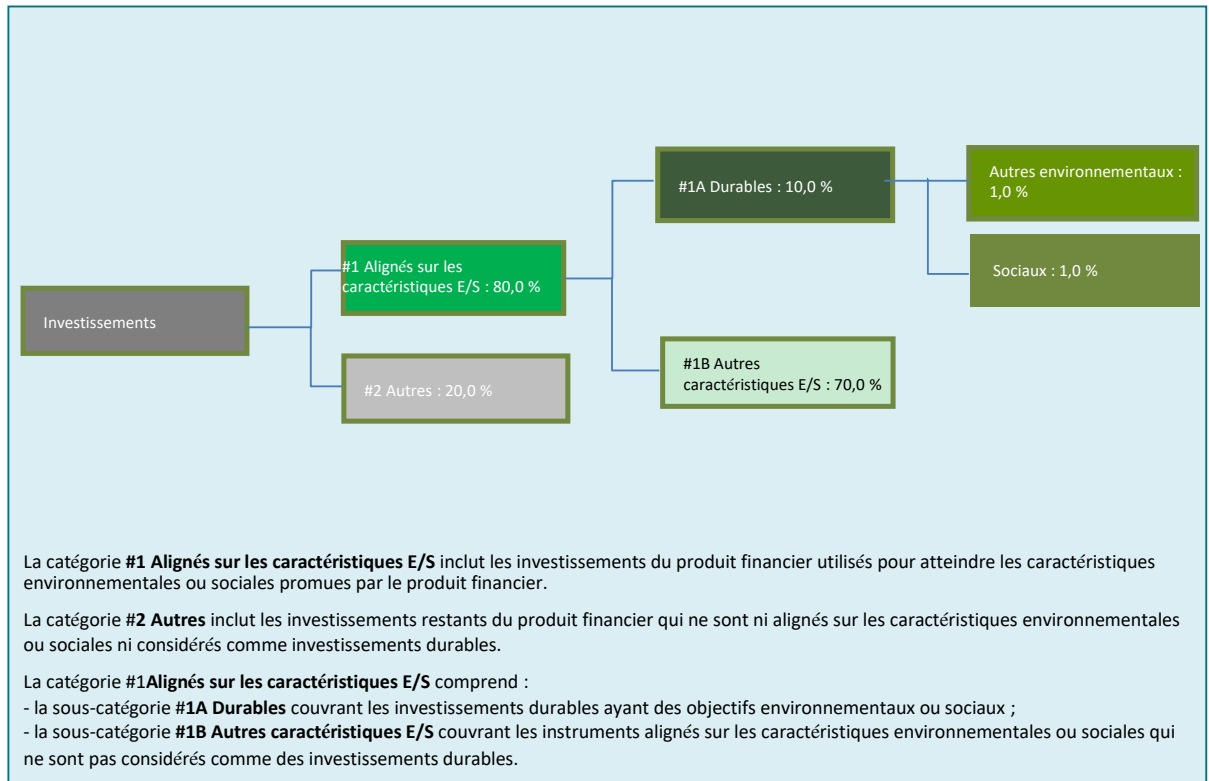 Investissements
#1 Alignés sur les
caractéristiques E/S : 80,0 %
#2 Autres : 20,0 %
#1A Durables : 10,0 %
#1B Autres
caractéristiques E/S : 70,0 %
Autres environnementaux :
1,0 %
Sociaux : 1,0 %
La catégorie #1 Alignés sur les caractéristiques E/S inclut les investissements du produit financier utilisés pour atteindre les caractéristiques
environnementales ou sociales promues par le produit financier.
La catégorie #2 Autres inclut les investissements restants du produit financier qui ne sont ni alignés sur les caractéristiques environnementales
ou sociales ni considérés comme investissements durables.
La catégorie #1Alignés sur les caractéristiques E/S comprend :
- la sous-catégorie #1A Durables couvrant les investissements durables ayant des objectifs environnementaux ou sociaux ;
- la sous-catégorie #1B Autres caractéristiques E/S couvrant les instruments alignés sur les caractéristiques environnementales ou sociales qui
ne sont pas considérés comme des investissements durables.